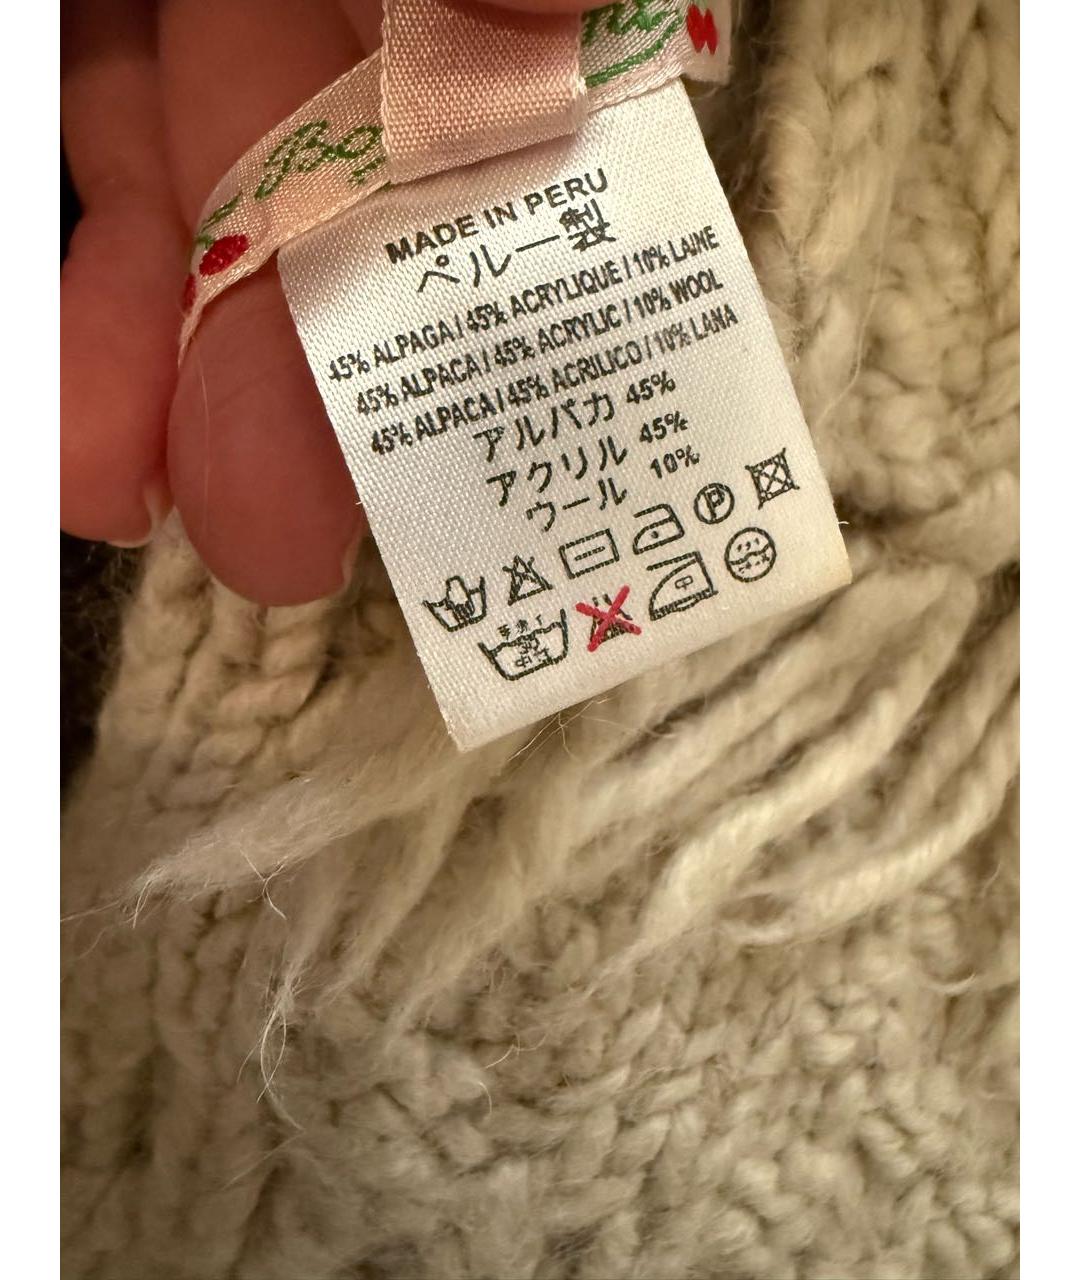 MADE IN PERU
ペルー製
45% ALPAGA / 45% ACRYLIQUE / 10% LAINE
45% ALPACA / 45% ACRYLIC / 10% WOOL
45% ALPACA / 45% ACRILICO / 10% LANA
アルパカ 45%
アクリル 45%
ウール 10%
P